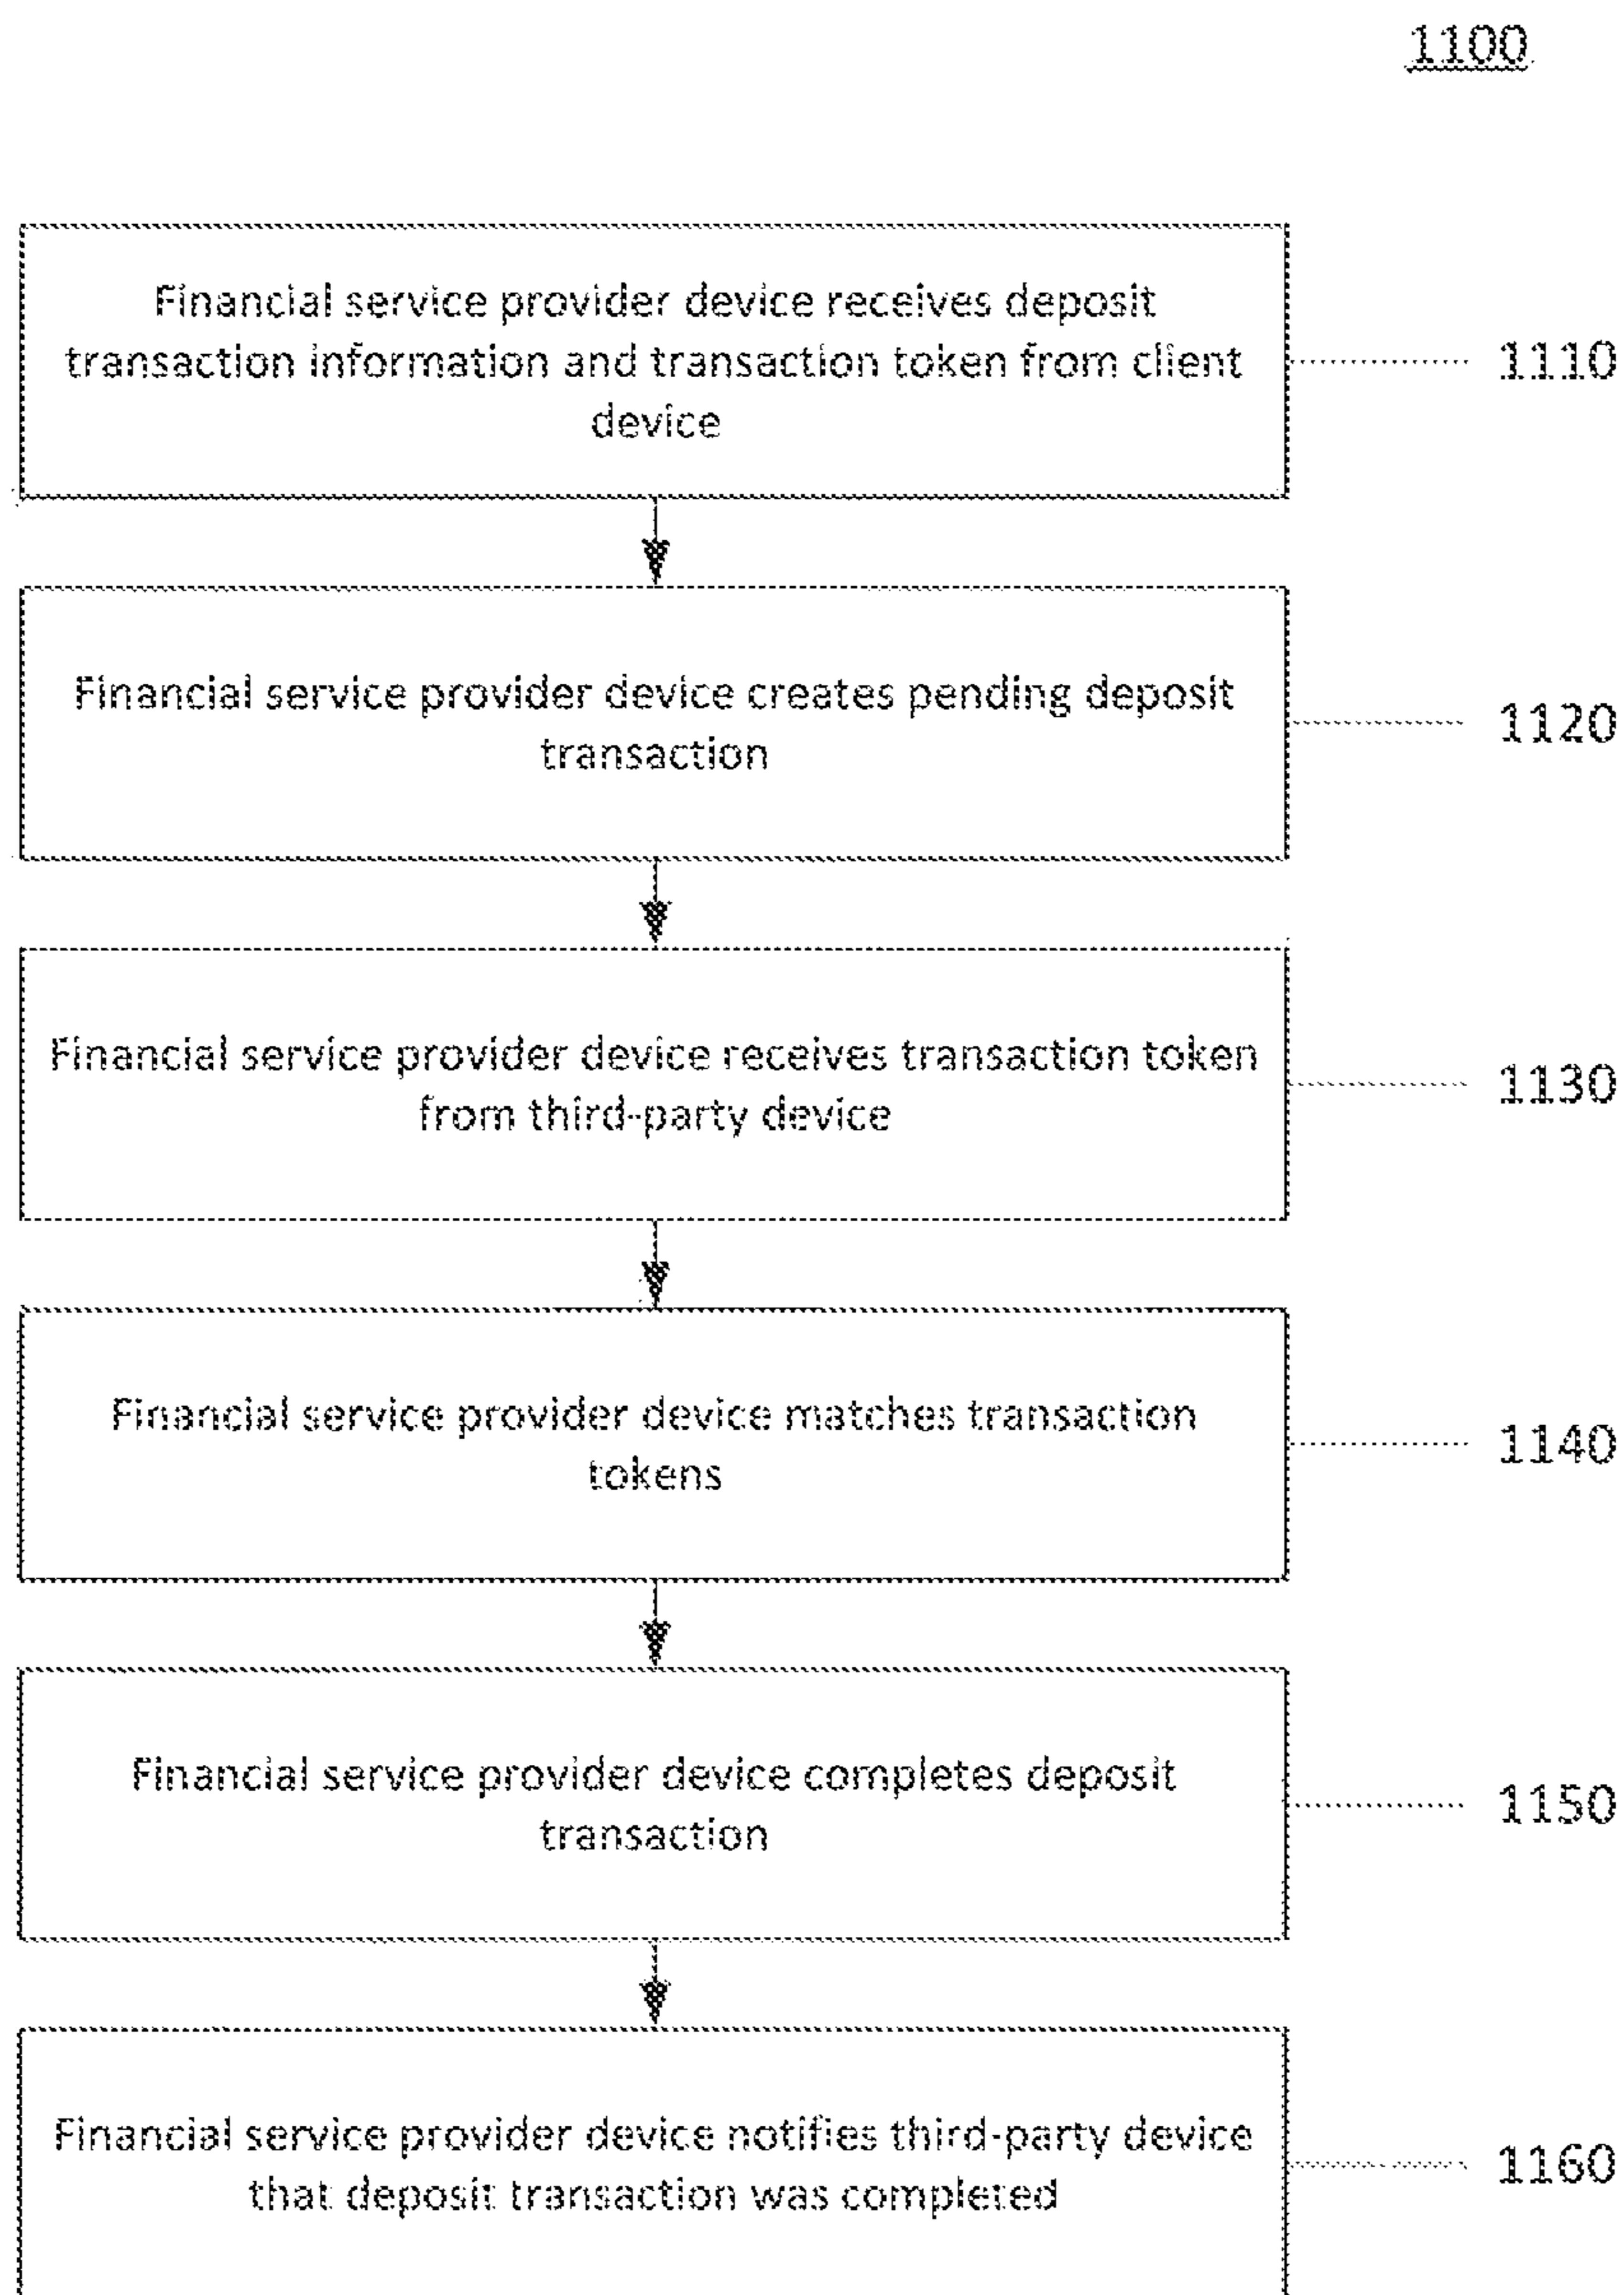 1100
Financial service provider device receives deposit
transaction information and transaction token from client
device
1110
Financial service provider device creates pending deposit
transaction
1120
Financial service provider device receives transaction token
from third-party device
1130
Financial service provider device matches transaction
tokens
1140
Financial service provider device completes deposit
transaction
1150
Financial service provider device notifies third-party device
that deposit transaction was completed
1160